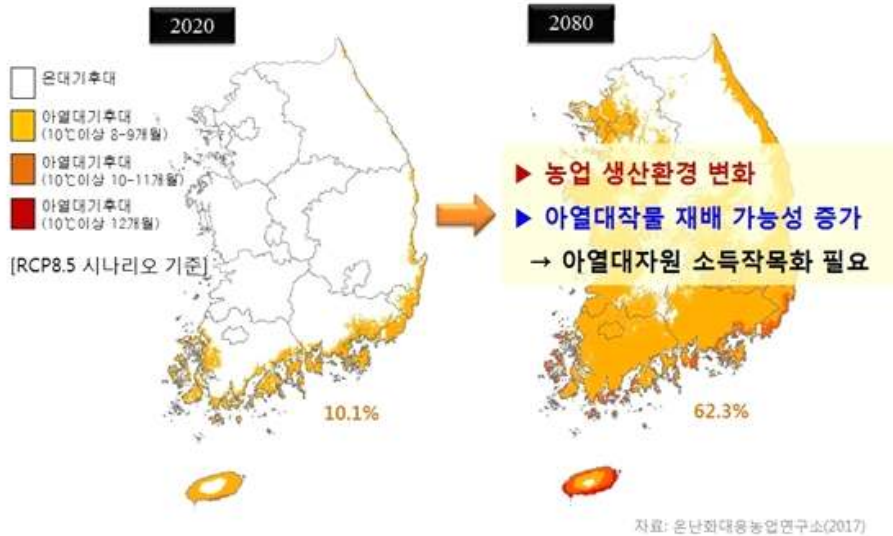 2020
2080
온대기후대
아열대기후대
(10℃이상 8-9개월)
아열대기후대
(10℃이상 10-11개월)
아열대기후대
(10℃이상 12개월)
[RCP8.5 시나리오 기준]
▶ 농업 생산환경 변화
▶ 아열대작물 재배 가능성 증가
→ 아열대자원 소득작목화 필요
10.1%
62.3%
자료: 온난화대응농업연구소(2017)